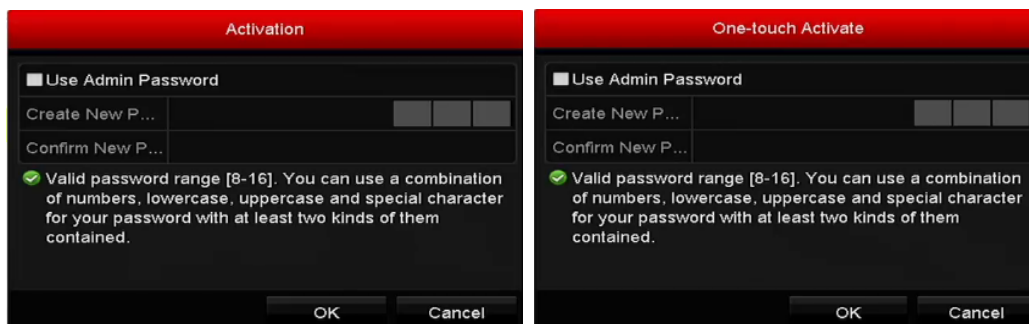 Activation
Use Admin Password
Create New P...
Confirm New P...
Valid password range [8-16]. You can use a combination
of numbers, lowercase, uppercase and special character
for your password with at least two kinds of them
contained.
OK
Cancel
One-touch Activate
Use Admin Password
Create New P...
Confirm New P...
Valid password range [8-16]. You can use a combination
of numbers, lowercase, uppercase and special character
for your password with at least two kinds of them
contained.
OK
Cancel